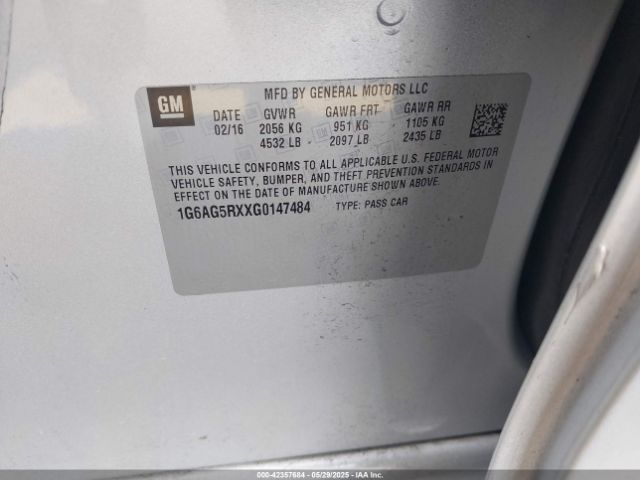 GM
MFD BY GENERAL MOTORS LLC
DATE GVWR GAWR FRT GAWR RR
02/16 2056 KG 951 KG 1105 KG
4532 LB 2097 LB 2435 LB
THIS VEHICLE CONFORMS TO ALL APPLICABLE U.S. FEDERAL MOTOR
VEHICLE SAFETY, BUMPER, AND THEFT PREVENTION STANDARDS IN
EFFECT ON THE DATE OF MANUFACTURE SHOWN ABOVE.
1G6AG5RXXG0147484 TYPE: PASS CAR
000-42357684 | 05/29/2025 | IAA Inc.